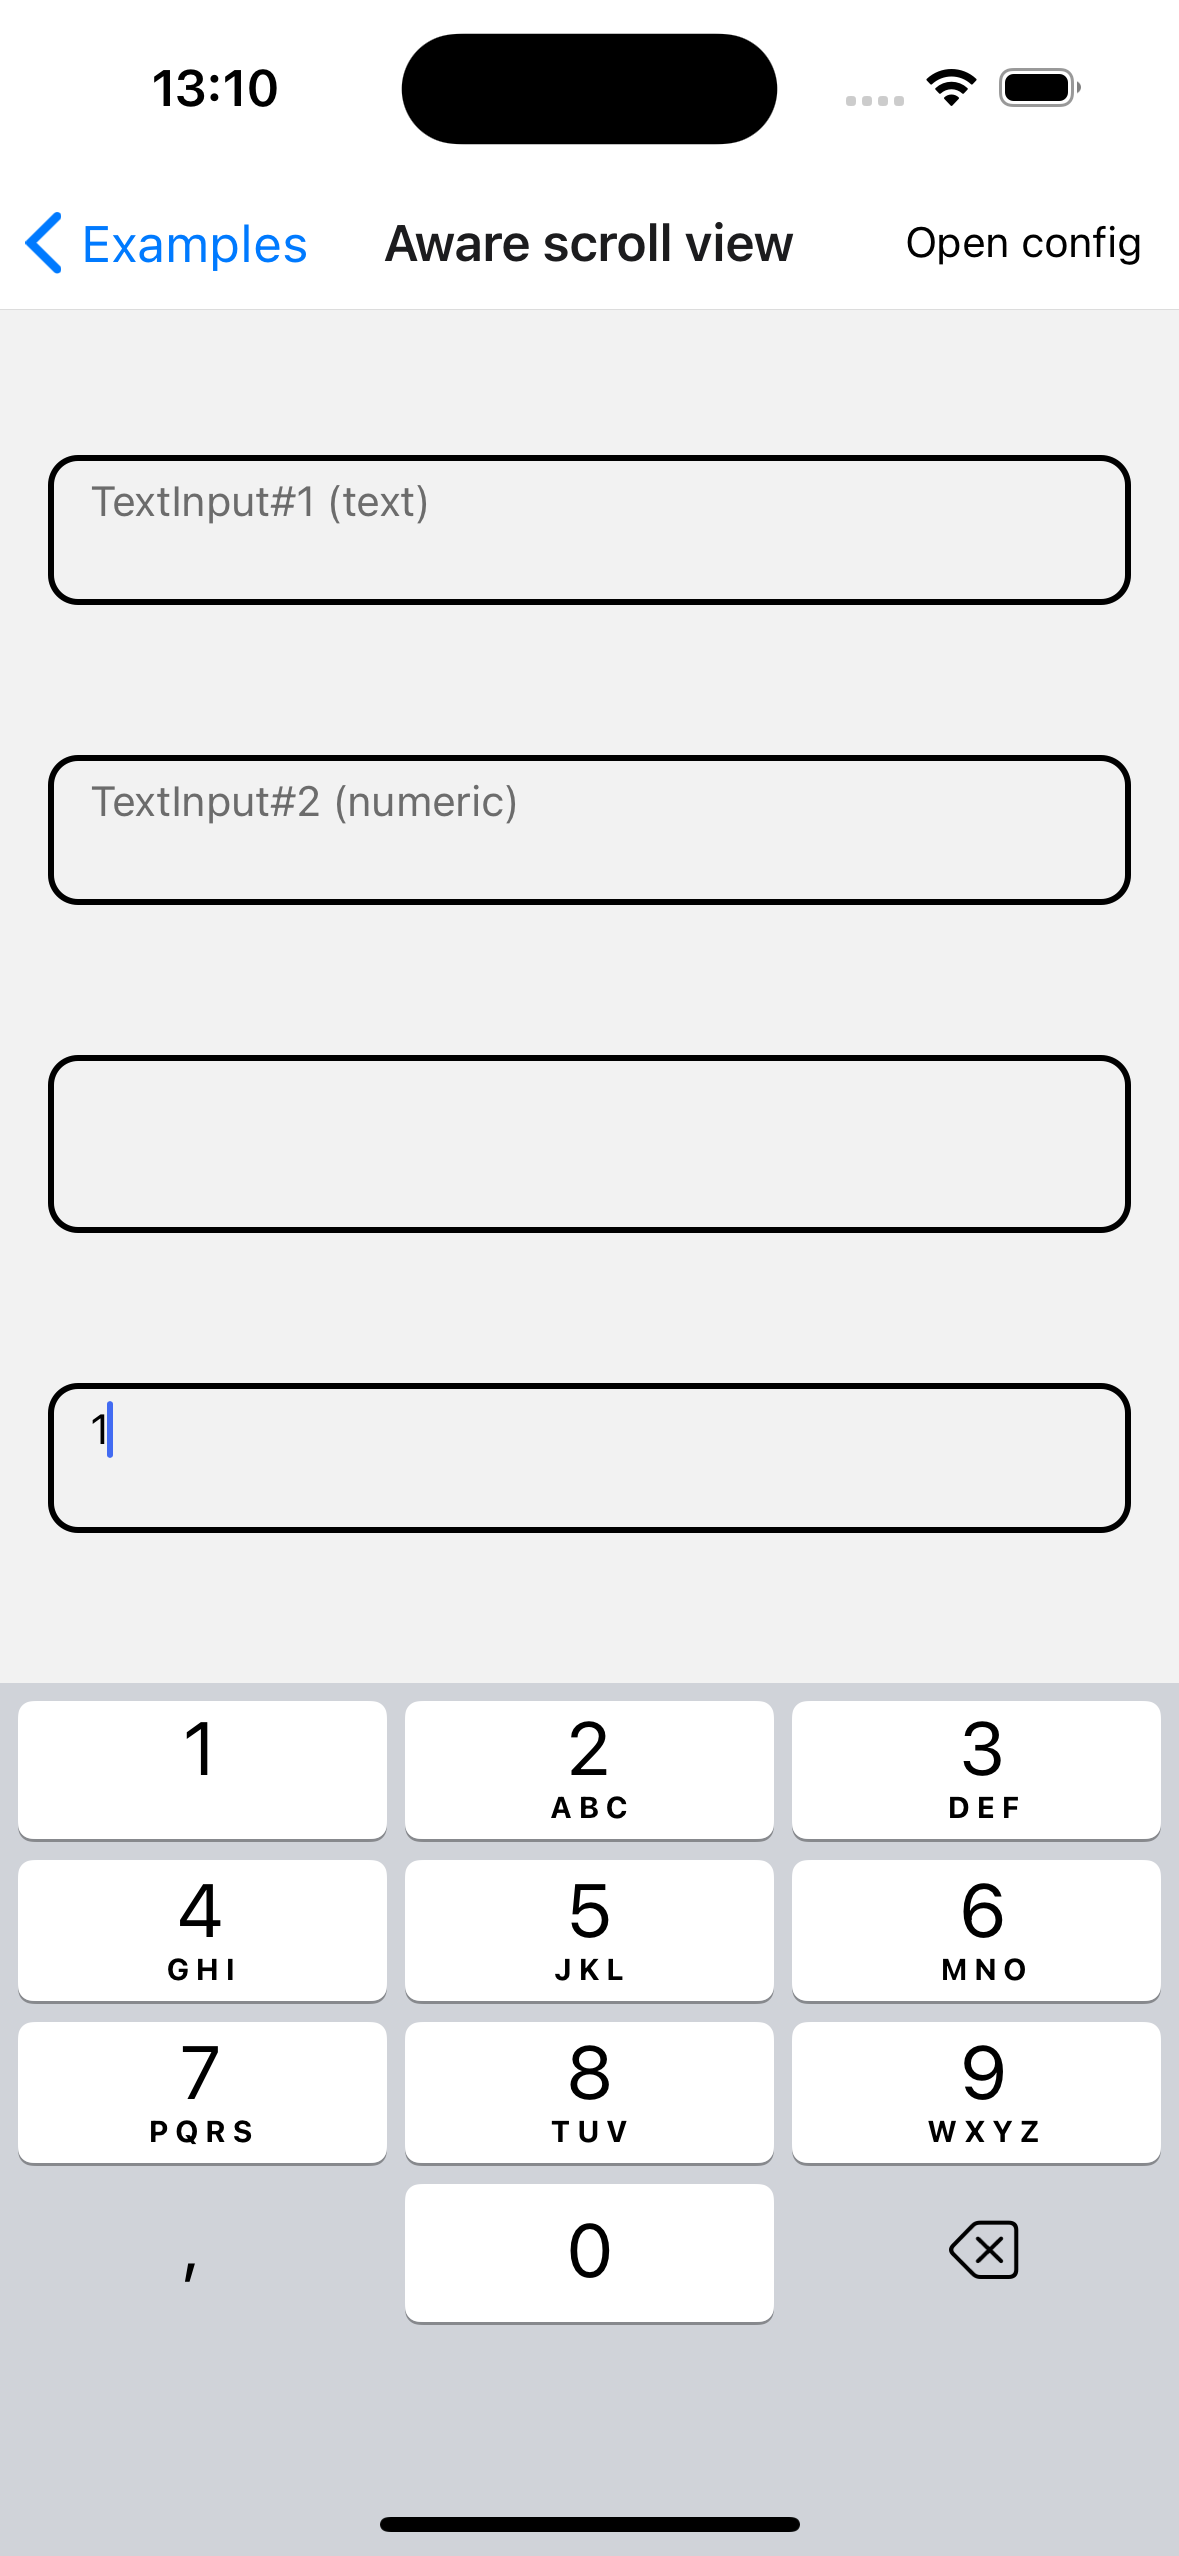 13:10
Examples
Aware scroll view
Open config
TextInput#1 (text)
TextInput#2 (numeric)
1
1
2
3
ABC
DEF
4
5
6
GHI
JKL
MNO
7
8
9
PQRS
TUV
WXYZ
,
0